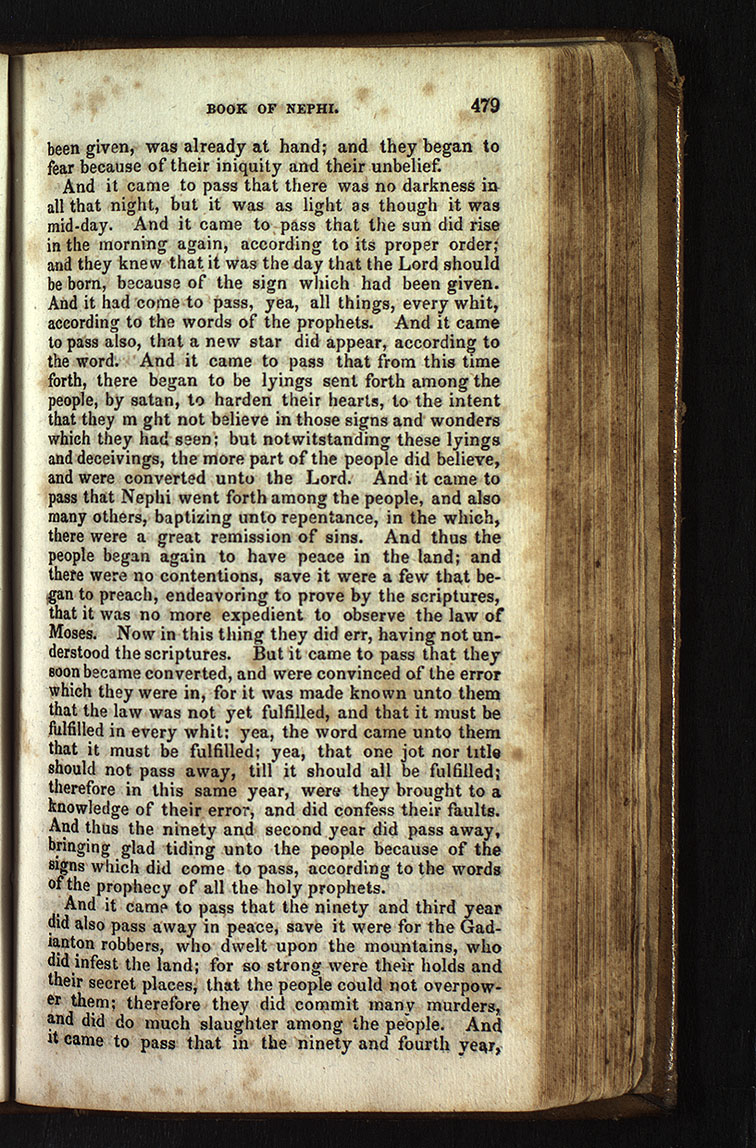 BOOK OF NEPHI. 479
been given, was already at hand; and they began to
fear because of their iniquity and their unbelief.
And it came to pass that there was no darkness in
all that night, but it was as light as though it was
mid-day. And it came to pass that the sun did rise
in the morning again, according to its proper order;
and they knew that it was the day that the Lord should
be born, because of the sign which had been given.
And it had come to pass, yea, all things, every whit,
according to the words of the prophets. And it came
to pass also, that a new star did appear, according to
the word. And it came to pass that from this time
forth, there began to be lyings sent forth among the
people, by satan, to harden their hearts, to the intent
that they m ght not believe in those signs and wonders
which they had seen; but notwitstanding these lyings
and deceivings, the more part of the people did believe,
and were converted unto the Lord. And it came to
pass that Nephi went forth among the people, and also
many others, baptizing unto repentance, in the which,
there were a great remission of sins. And thus the
people began again to have peace in the land; and
there were no contentions, save it were a few that be-
gan to preach, endeavoring to prove by the scriptures,
that it was no more expedient to observe the law of
Moses. Now in this thing they did err, having not un-
derstood the scriptures. But it came to pass that they
soon became converted, and were convinced of the error
which they were in, for it was made known unto them
that the law was not yet fulfilled, and that it must be
fulfilled in every whit: yea, the word came unto them
that it must be fulfilled; yea, that one jot nor title
should not pass away, till it should all be fulfilled;
therefore in this same year, were they brought to a
knowledge of their error, and did confess their faults.
And thus the ninety and second year did pass away,
bringing glad tiding unto the people because of the
signs which did come to pass, according to the words
of the prophecy of all the holy prophets.
And it came to pass that the ninety and third year
did also pass away in peace, save it were for the Gad-
ianton robbers, who dwelt upon the mountains, who
did infest the land; for so strong were their holds and
their secret places, that the people could not overpow-
er them; therefore they did commit many murders,
and did do much slaughter among the people. And
it came to pass that in the ninety and fourth year,